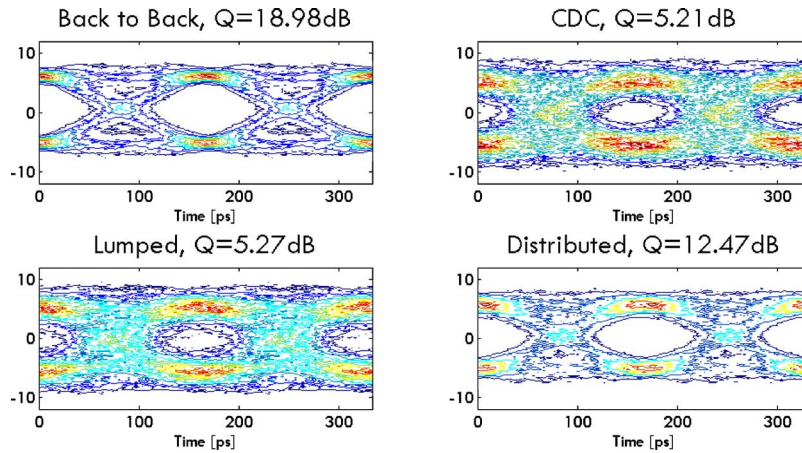 Back to Back, Q=18.98dB
10
0
-10
0 100 200 300
Time [ps]
CDC, Q=5.21dB
10
0
-10
0 100 200 300
Time [ps]
Lumped, Q=5.27dB
10
0
-10
0 100 200 300
Time [ps]
Distributed, Q=12.47dB
10
0
-10
0 100 200 300
Time [ps]